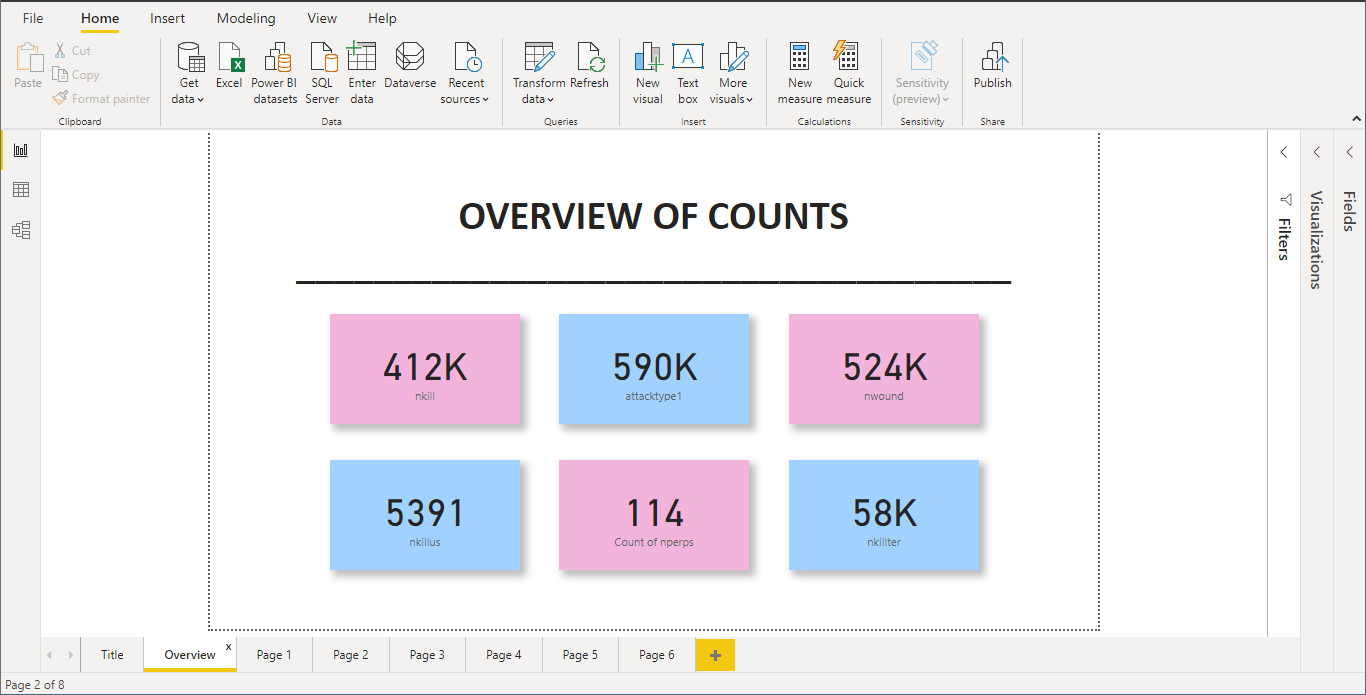 File Home Insert Modeling View Help
Paste
Cut
Copy
Format painter
Clipboard
Get
data
Excel
Power BI
datasets
SQL
Server
Enter
data
Dataverse
Recent
sources
Data
Transform
data
Refresh
Queries
New
visual
A
Text
box
More
visuals
Insert
New
measure
Quick
measure
Calculations
Sensitivity
(preview)
Sensitivity
Publish
Share
OVERVIEW OF COUNTS
412K
nkill
590K
attacktype1
524K
nwound
5391
nkillus
114
Count of nperps
58K
nkillter
Filters
Visualizations
Fields
Title Overview x Page 1 Page 2 Page 3 Page 4 Page 5 Page 6 +
Page 2 of 8